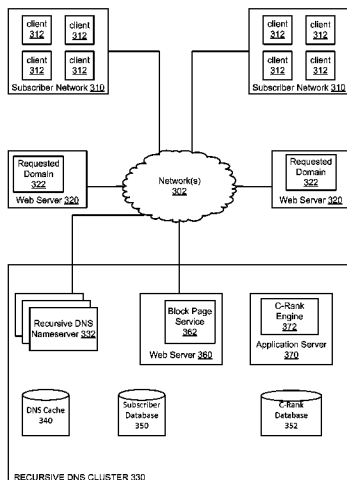 client
312
client
312
client
312
client
312
Subscriber Network 310
client
312
client
312
client
312
client
312
Subscriber Network 310
Requested
Domain
322
Web Server 320
Network(s)
302
Requested
Domain
322
Web Server 320
Recursive DNS
Nameserver 332
Block Page
Service
362
Web Server 360
C-Rank
Engine
372
Application Server
370
DNS Cache
340
Subscriber
Database
350
C-Rank
Database
352
RECURSIVE DNS CLUSTER 330